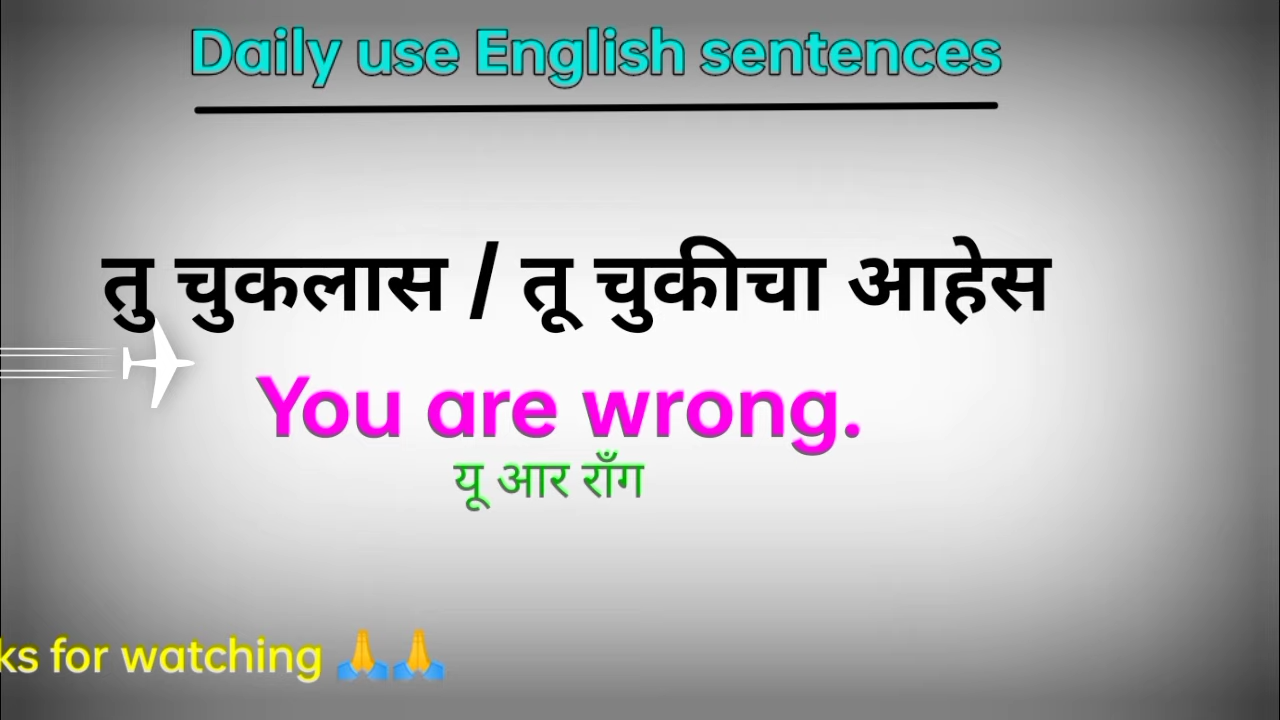 Daily use English sentences
तु चुकलास / तू चुकीचा आहेस
You are wrong.
यू आर राँग
ks for watching 🙏🙏